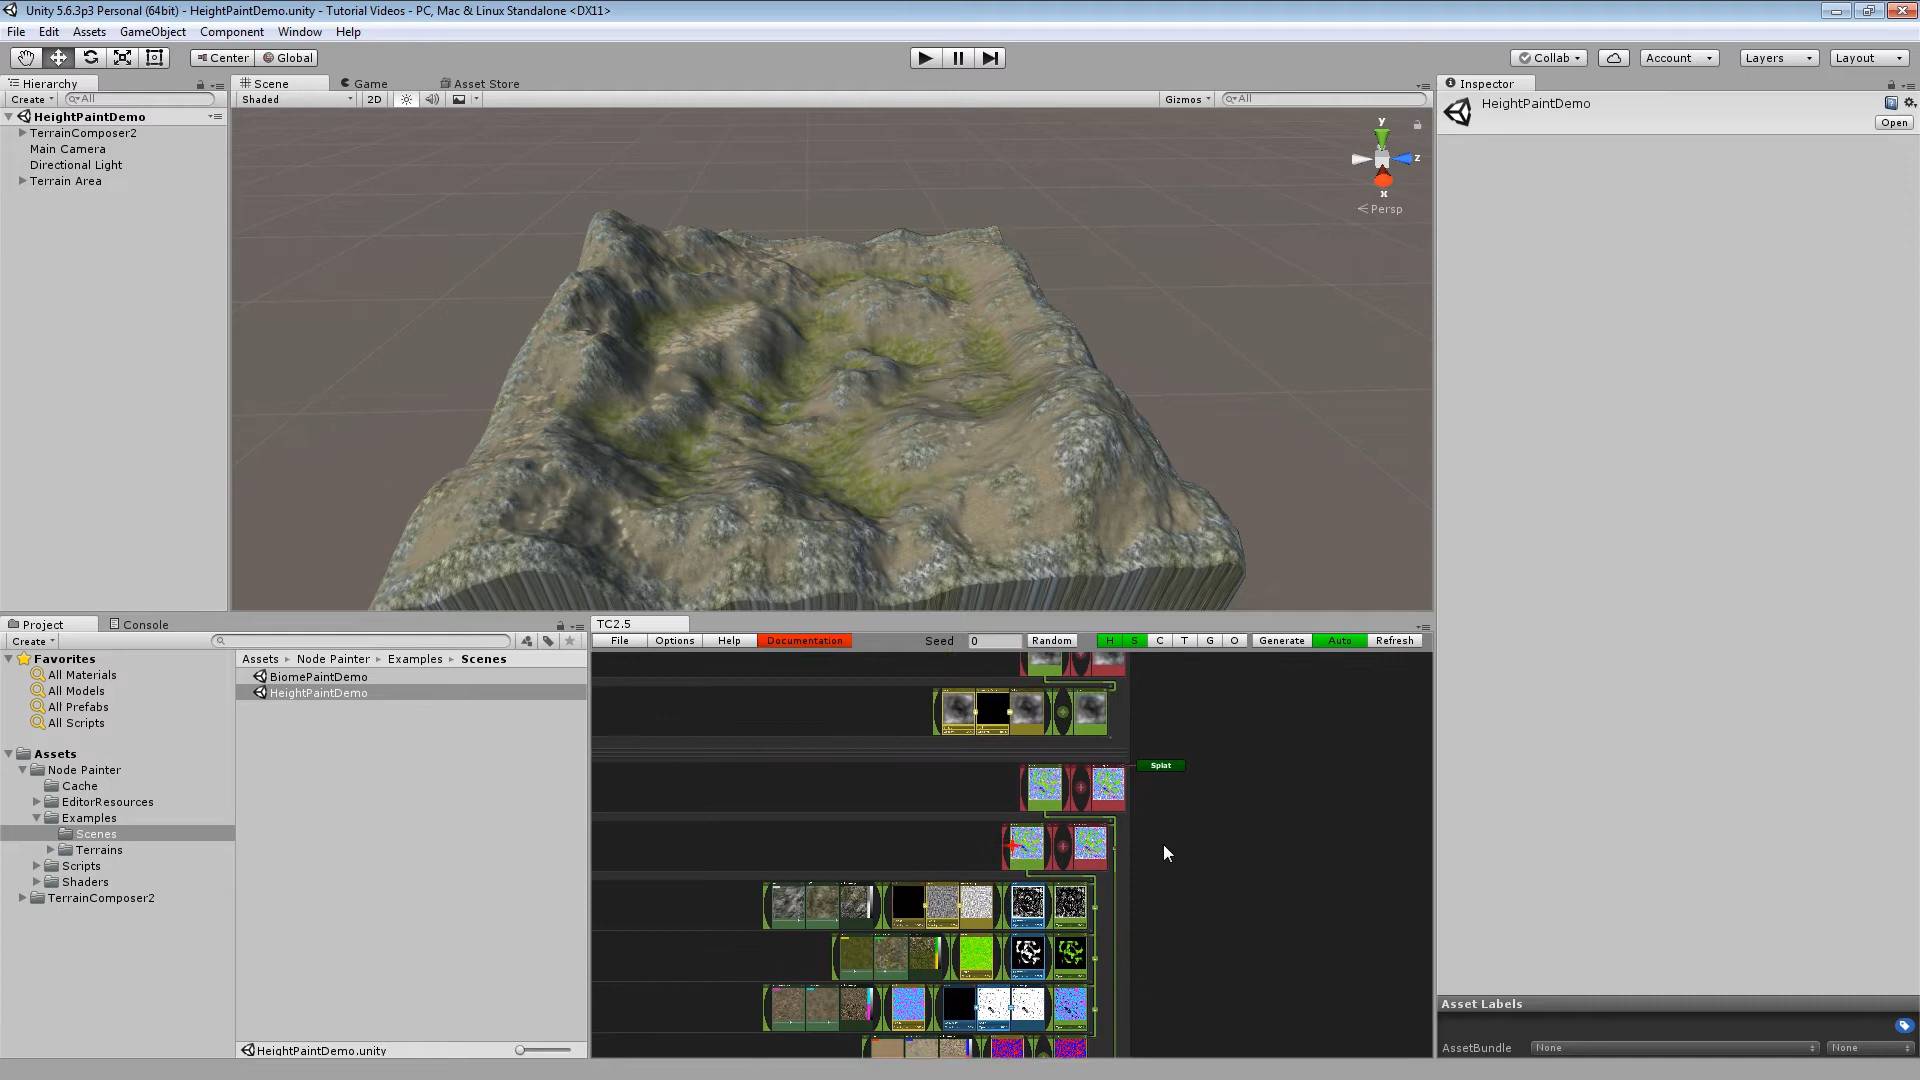 Unity 5.6.3p3 Personal (64bit) - HeightPaintDemo.unity - Tutorial Videos - PC, Mac & Linux Standalone <DX11>
File Edit Assets GameObject Component Window Help
Center Global Collab Account Layers Layout
Hierarchy
Create All
HeightPaintDemo
TerrainComposer2
Main Camera
Directional Light
Terrain Area
Scene Game Asset Store
Shaded 2D Gizmos All
y
z
x
Persp
Inspector
HeightPaintDemo
Open
Project Console
Create
Favorites
All Materials
All Models
All Prefabs
All Scripts
Assets
Node Painter
Cache
EditorResources
Examples
Scenes
Terrains
Scripts
Shaders
TerrainComposer2
Assets Node Painter Examples Scenes
BiomePaintDemo
HeightPaintDemo
HeightPaintDemo.unity
TC2.5
File Options Help Documentation Seed 0 Random H S C T G O Generate Auto Refresh
Splat
Asset Labels
AssetBundle None None